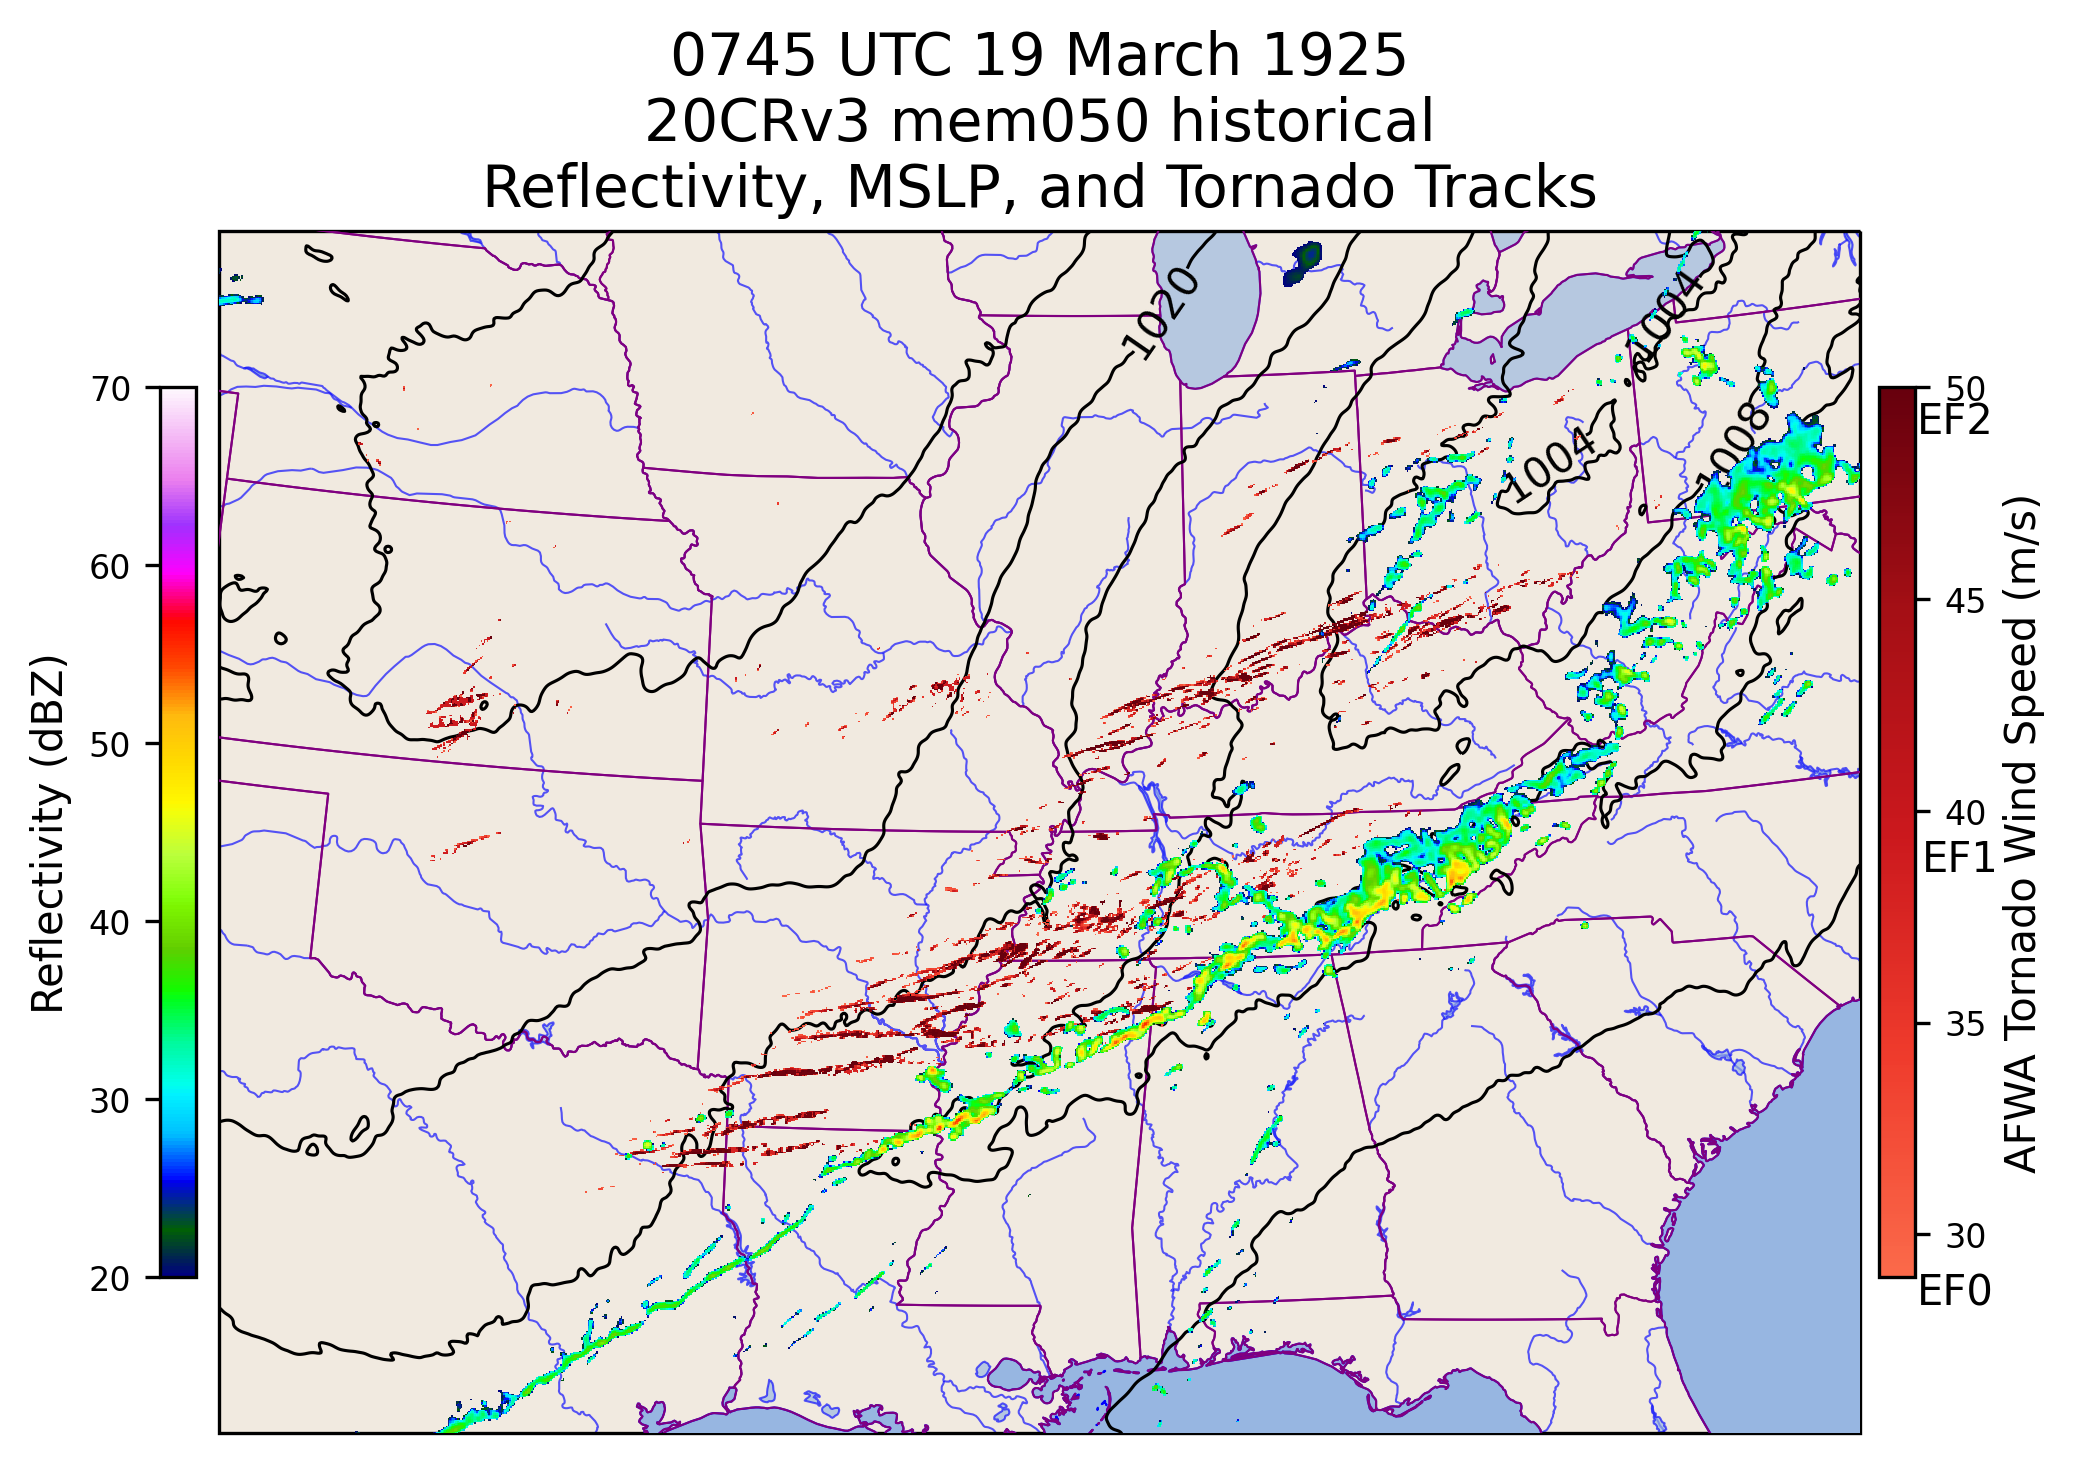 0745 UTC 19 March 1925
20CRv3 mem050 historical
Reflectivity, MSLP, and Tornado Tracks
1020
1004
1004
1008
70
60
50
40
30
20
Reflectivity (dBZ)
50
EF2
45
40
EF1
35
30
EF0
AFWA Tornado Wind Speed (m/s)